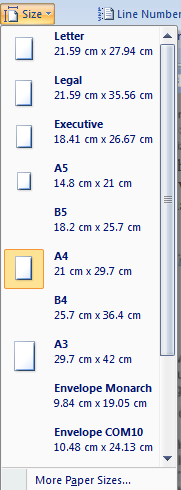 Size Line Number
Letter
21.59 cm x 27.94 cm
Legal
21.59 cm x 35.56 cm
Executive
18.41 cm x 26.67 cm
A5
14.8 cm x 21 cm
B5
18.2 cm x 25.7 cm
A4
21 cm x 29.7 cm
B4
25.7 cm x 36.4 cm
A3
29.7 cm x 42 cm
Envelope Monarch
9.84 cm x 19.05 cm
Envelope COM10
10.48 cm x 24.13 cm
More Paper Sizes...